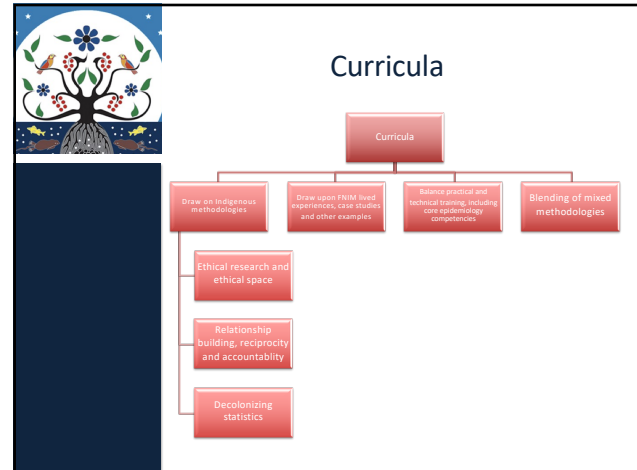 Curricula
Curricula
Draw on Indigenous
methodologies
Draw upon FNIM lived
experiences, case studies
and other examples
Balance practical and
technical training, including
core epidemiology
competencies
Blending of mixed
methodologies
Ethical research and
ethical space
Relationship
building, reciprocity
and accountablity
Decolonizing
statistics